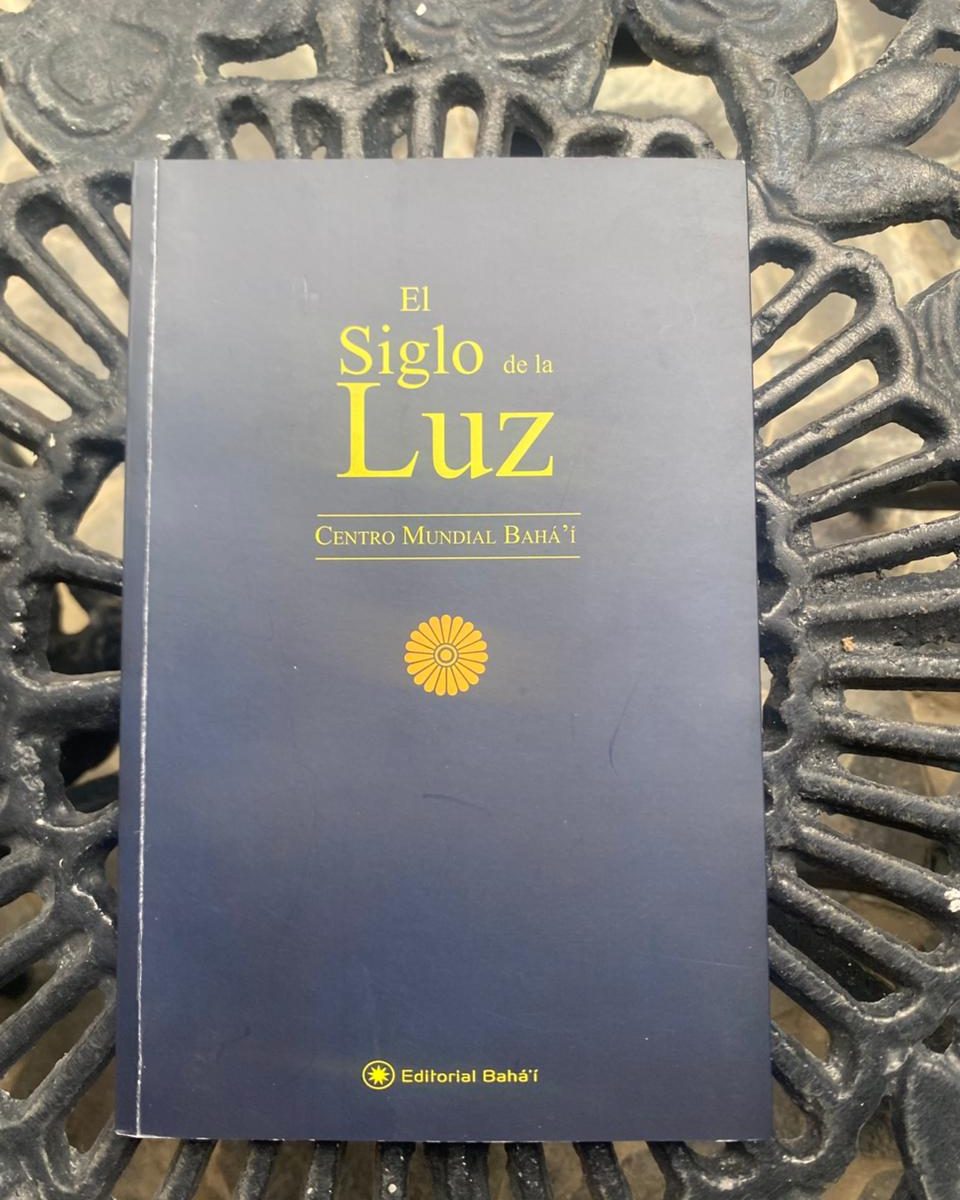 El
Siglo de la
Luz
Centro Mundial Bahá’í
Editorial Bahá’í